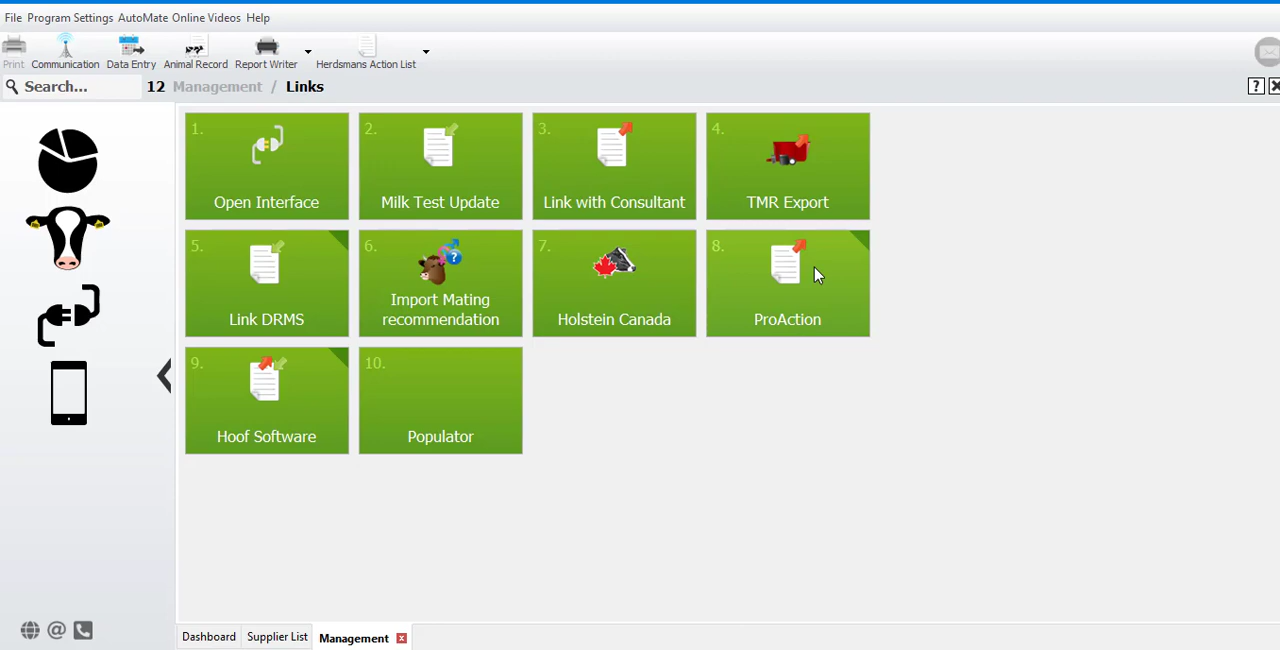 File Program Settings AutoMate Online Videos Help
Print Communication Data Entry Animal Record Report Writer Herdsmans Action List
Search... 12 Management / Links ?
1. Open Interface
2. Milk Test Update
3. Link with Consultant
4. TMR Export
5. Link DRMS
6. ? Import Mating
recommendation
7. Holstein Canada
8. ProAction
9. Hoof Software
10. Populator
@
Dashboard Supplier List Management